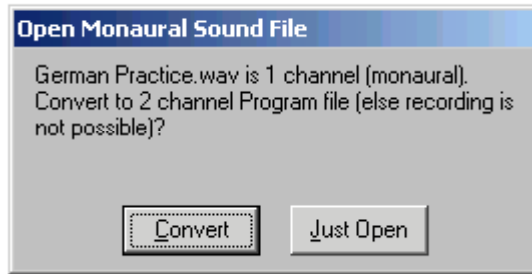 Open Monaural Sound File
German Practice.wav is 1 channel (monaural).
Convert to 2 channel Program file (else recording is
not possible)?
Convert Just Open